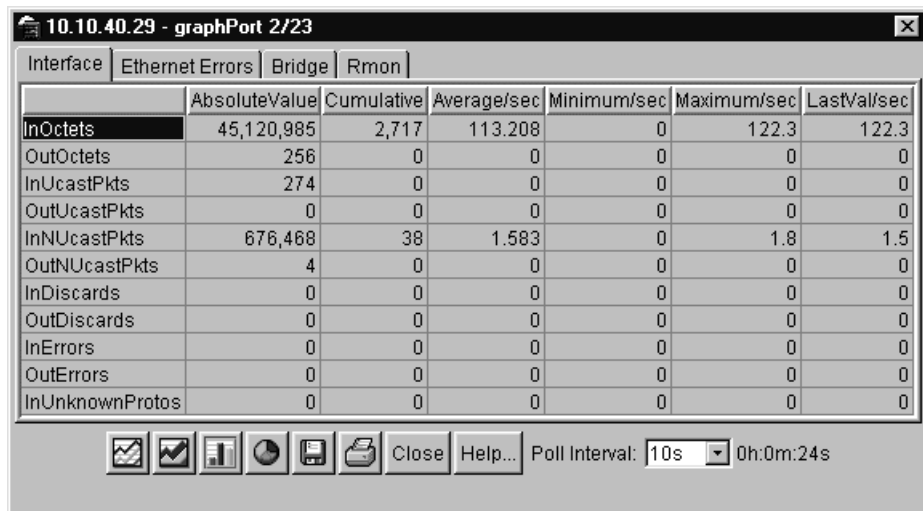 10.10.40.29 - graphPort 2/23
Interface Ethernet Errors Bridge Rmon
AbsoluteValue Cumulative Average/sec Minimum/sec Maximum/sec LastVal/sec
InOctets 45,120,985 2,717 113.208 0 122.3 122.3
OutOctets 256 0 0 0 0 0
InUcastPkts 274 0 0 0 0 0
OutUcastPkts 0 0 0 0 0 0
InNUcastPkts 676,468 38 1.583 0 1.8 1.5
OutNUcastPkts 4 0 0 0 0 0
InDiscards 0 0 0 0 0 0
OutDiscards 0 0 0 0 0 0
InErrors 0 0 0 0 0 0
OutErrors 0 0 0 0 0 0
InUnknownProtos 0 0 0 0 0 0
Close Help... Poll Interval: 10s 0h:0m:24s